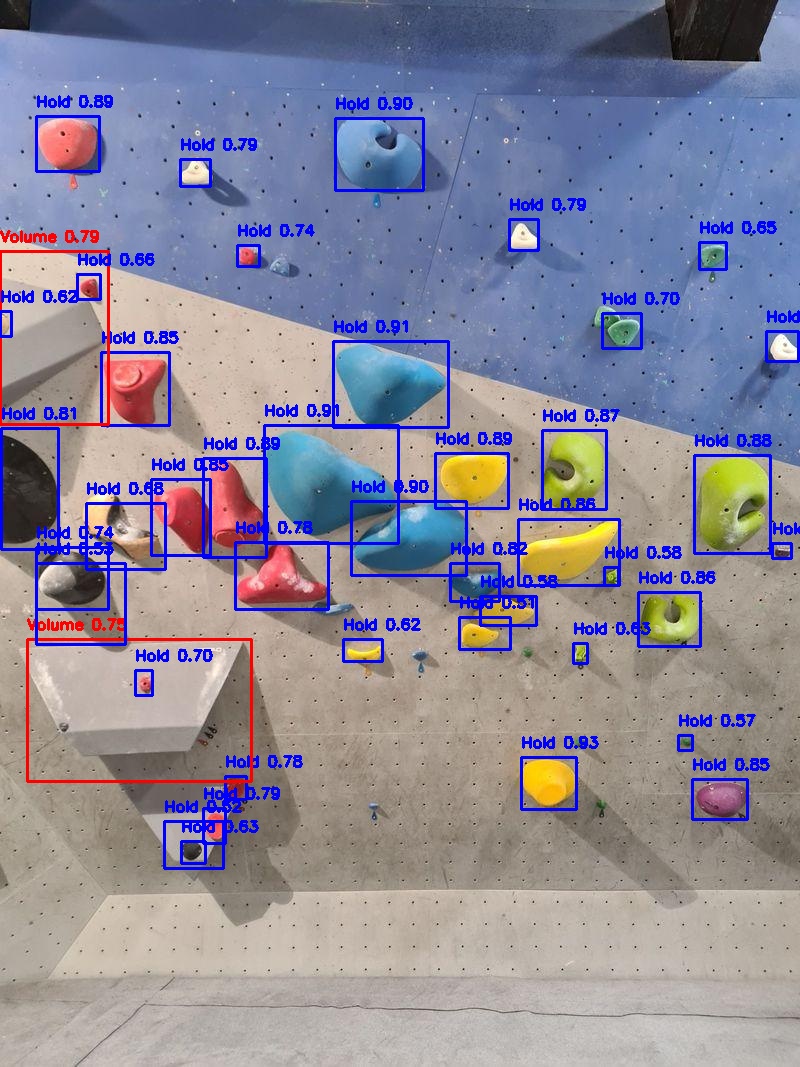 Hold 0.89
Hold 0.90
Hold 0.79
Hold 0.79
Hold 0.74
Hold 0.65
Volume 0.79
Hold 0.66
Hold 0.62
Hold 0.70
Hold
Hold 0.85
Hold 0.91
Hold 0.81
Hold 0.91
Hold 0.89
Hold 0.89
Hold 0.87
Hold 0.88
Hold 0.85
Hold 0.68
Hold 0.90
Hold 0.86
Hold 0.74
Hold 0.53
Hold 0.78
Hold 0.82
Hold 0.58
Hold 0.58
Hold 0.86
Hold 0.51
Hold 0.62
Hold 0.63
Volume 0.75
Hold 0.70
Hold 0.57
Hold 0.93
Hold 0.78
Hold 0.85
Hold 0.79
Hold 0.52
Hold 0.63